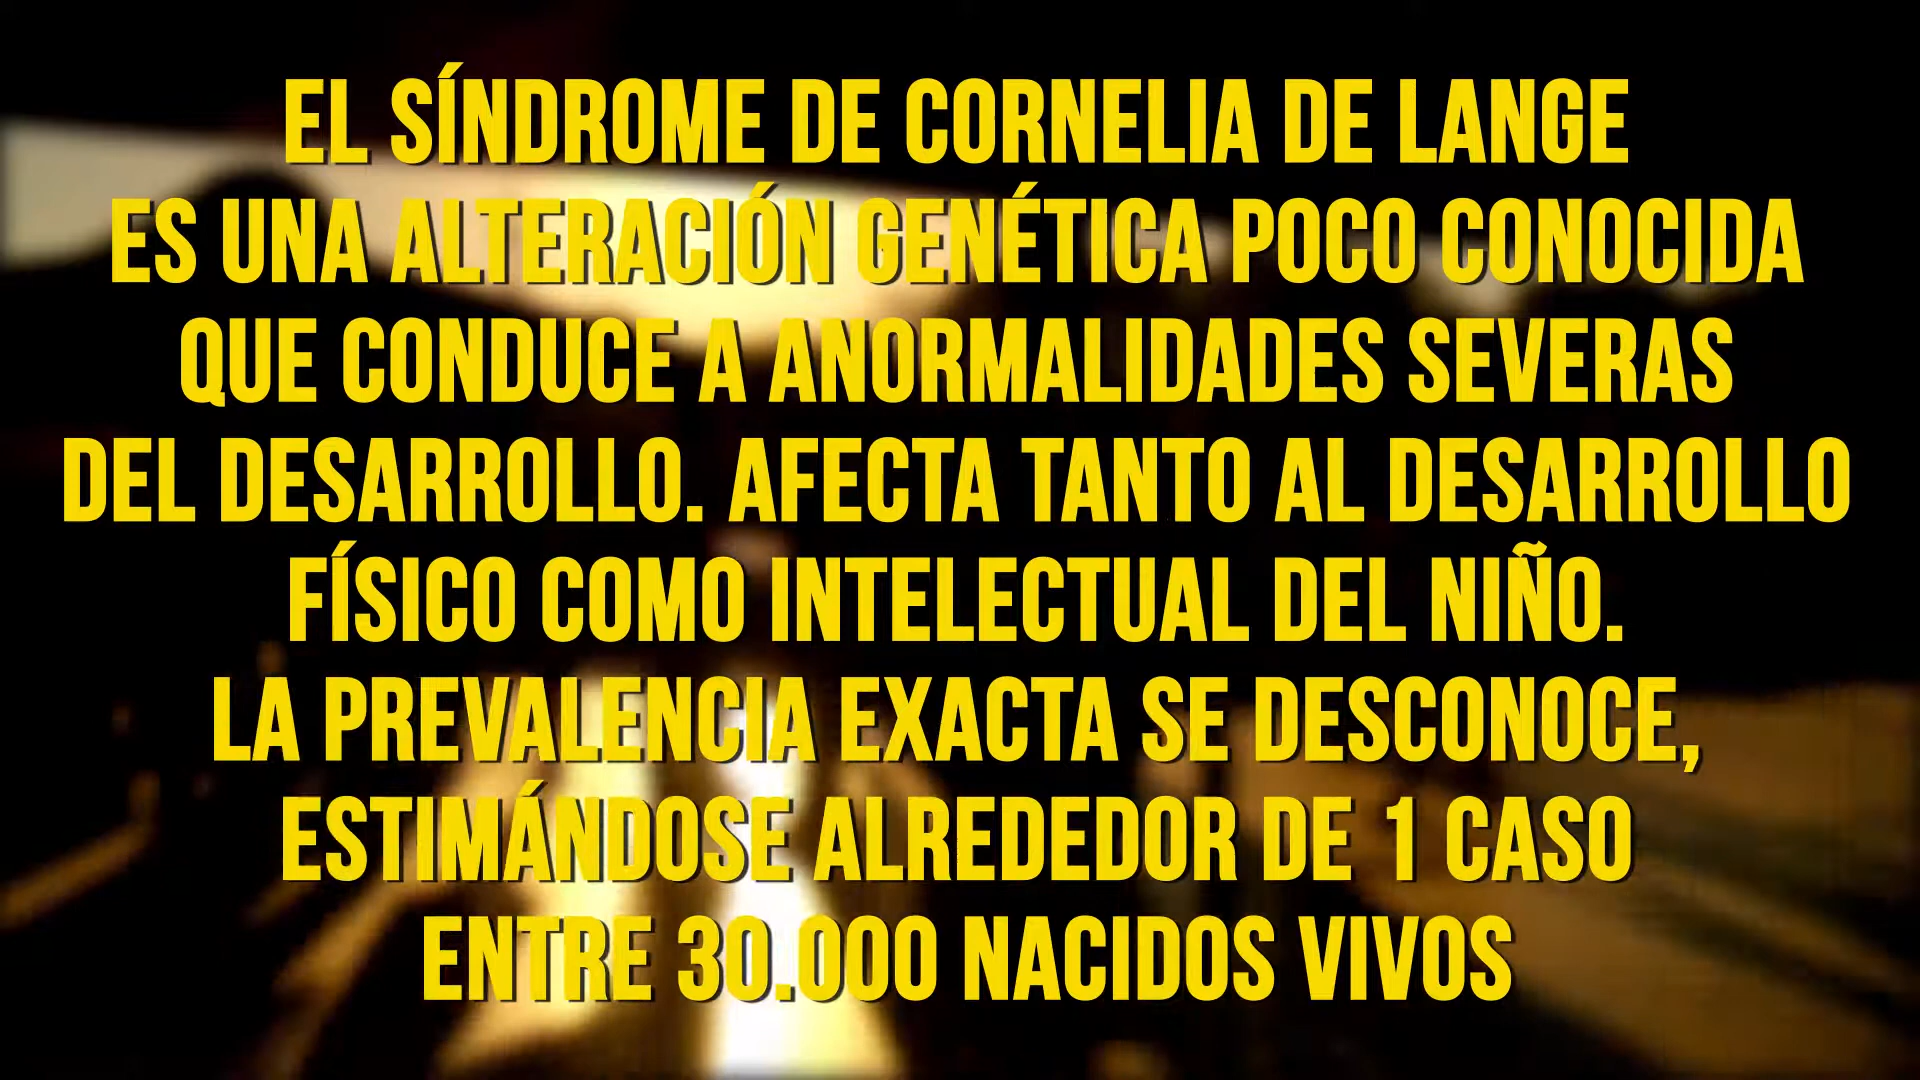 EL SÍNDROME DE CORNELIA DE LANGE
ES UNA ALTERACIÓN GENÉTICA POCO CONOCIDA
QUE CONDUCE A ANORMALIDADES SEVERAS
DEL DESARROLLO. AFECTA TANTO AL DESARROLLO
FÍSICO COMO INTELECTUAL DEL NIÑO.
LA PREVALENCIA EXACTA SE DESCONOCE,
ESTIMÁNDOSE ALREDEDOR DE 1 CASO
ENTRE 30.000 NACIDOS VIVOS